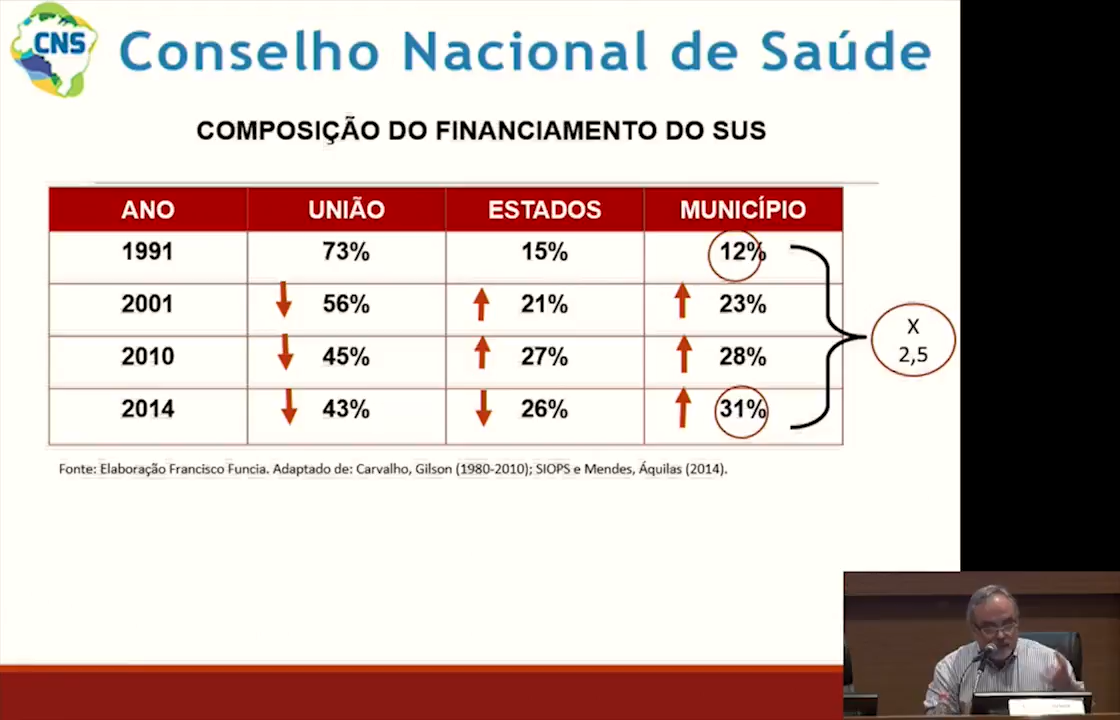 CNS
Conselho Nacional de Saúde
COMPOSIÇÃO DO FINANCIAMENTO DO SUS
ANO UNIÃO ESTADOS MUNICÍPIO
1991 73% 15% 12%
2001 56% 21% 23%
2010 45% 27% 28%
2014 43% 26% 31%
X
2,5
Fonte: Elaboração Francisco Funcia. Adaptado de: Carvalho, Gilson (1980-2010); SIOPS e Mendes, Áquilas (2014).